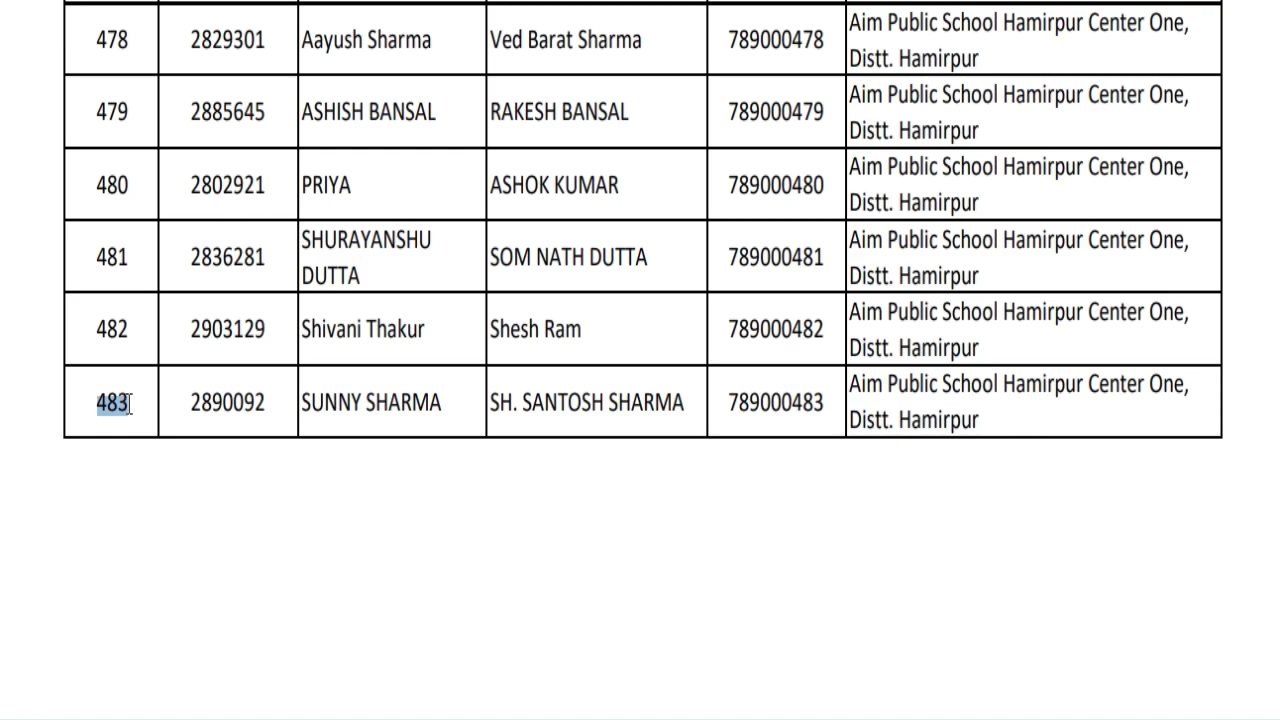 478 2829301 Aayush Sharma Ved Barat Sharma 789000478 Aim Public School Hamirpur Center One,
Distt. Hamirpur
479 2885645 ASHISH BANSAL RAKESH BANSAL 789000479 Aim Public School Hamirpur Center One,
Distt. Hamirpur
480 2802921 PRIYA ASHOK KUMAR 789000480 Aim Public School Hamirpur Center One,
Distt. Hamirpur
481 2836281 SHURAYANSHU
DUTTA SOM NATH DUTTA 789000481 Aim Public School Hamirpur Center One,
Distt. Hamirpur
482 2903129 Shivani Thakur Shesh Ram 789000482 Aim Public School Hamirpur Center One,
Distt. Hamirpur
483 2890092 SUNNY SHARMA SH. SANTOSH SHARMA 789000483 Aim Public School Hamirpur Center One,
Distt. Hamirpur